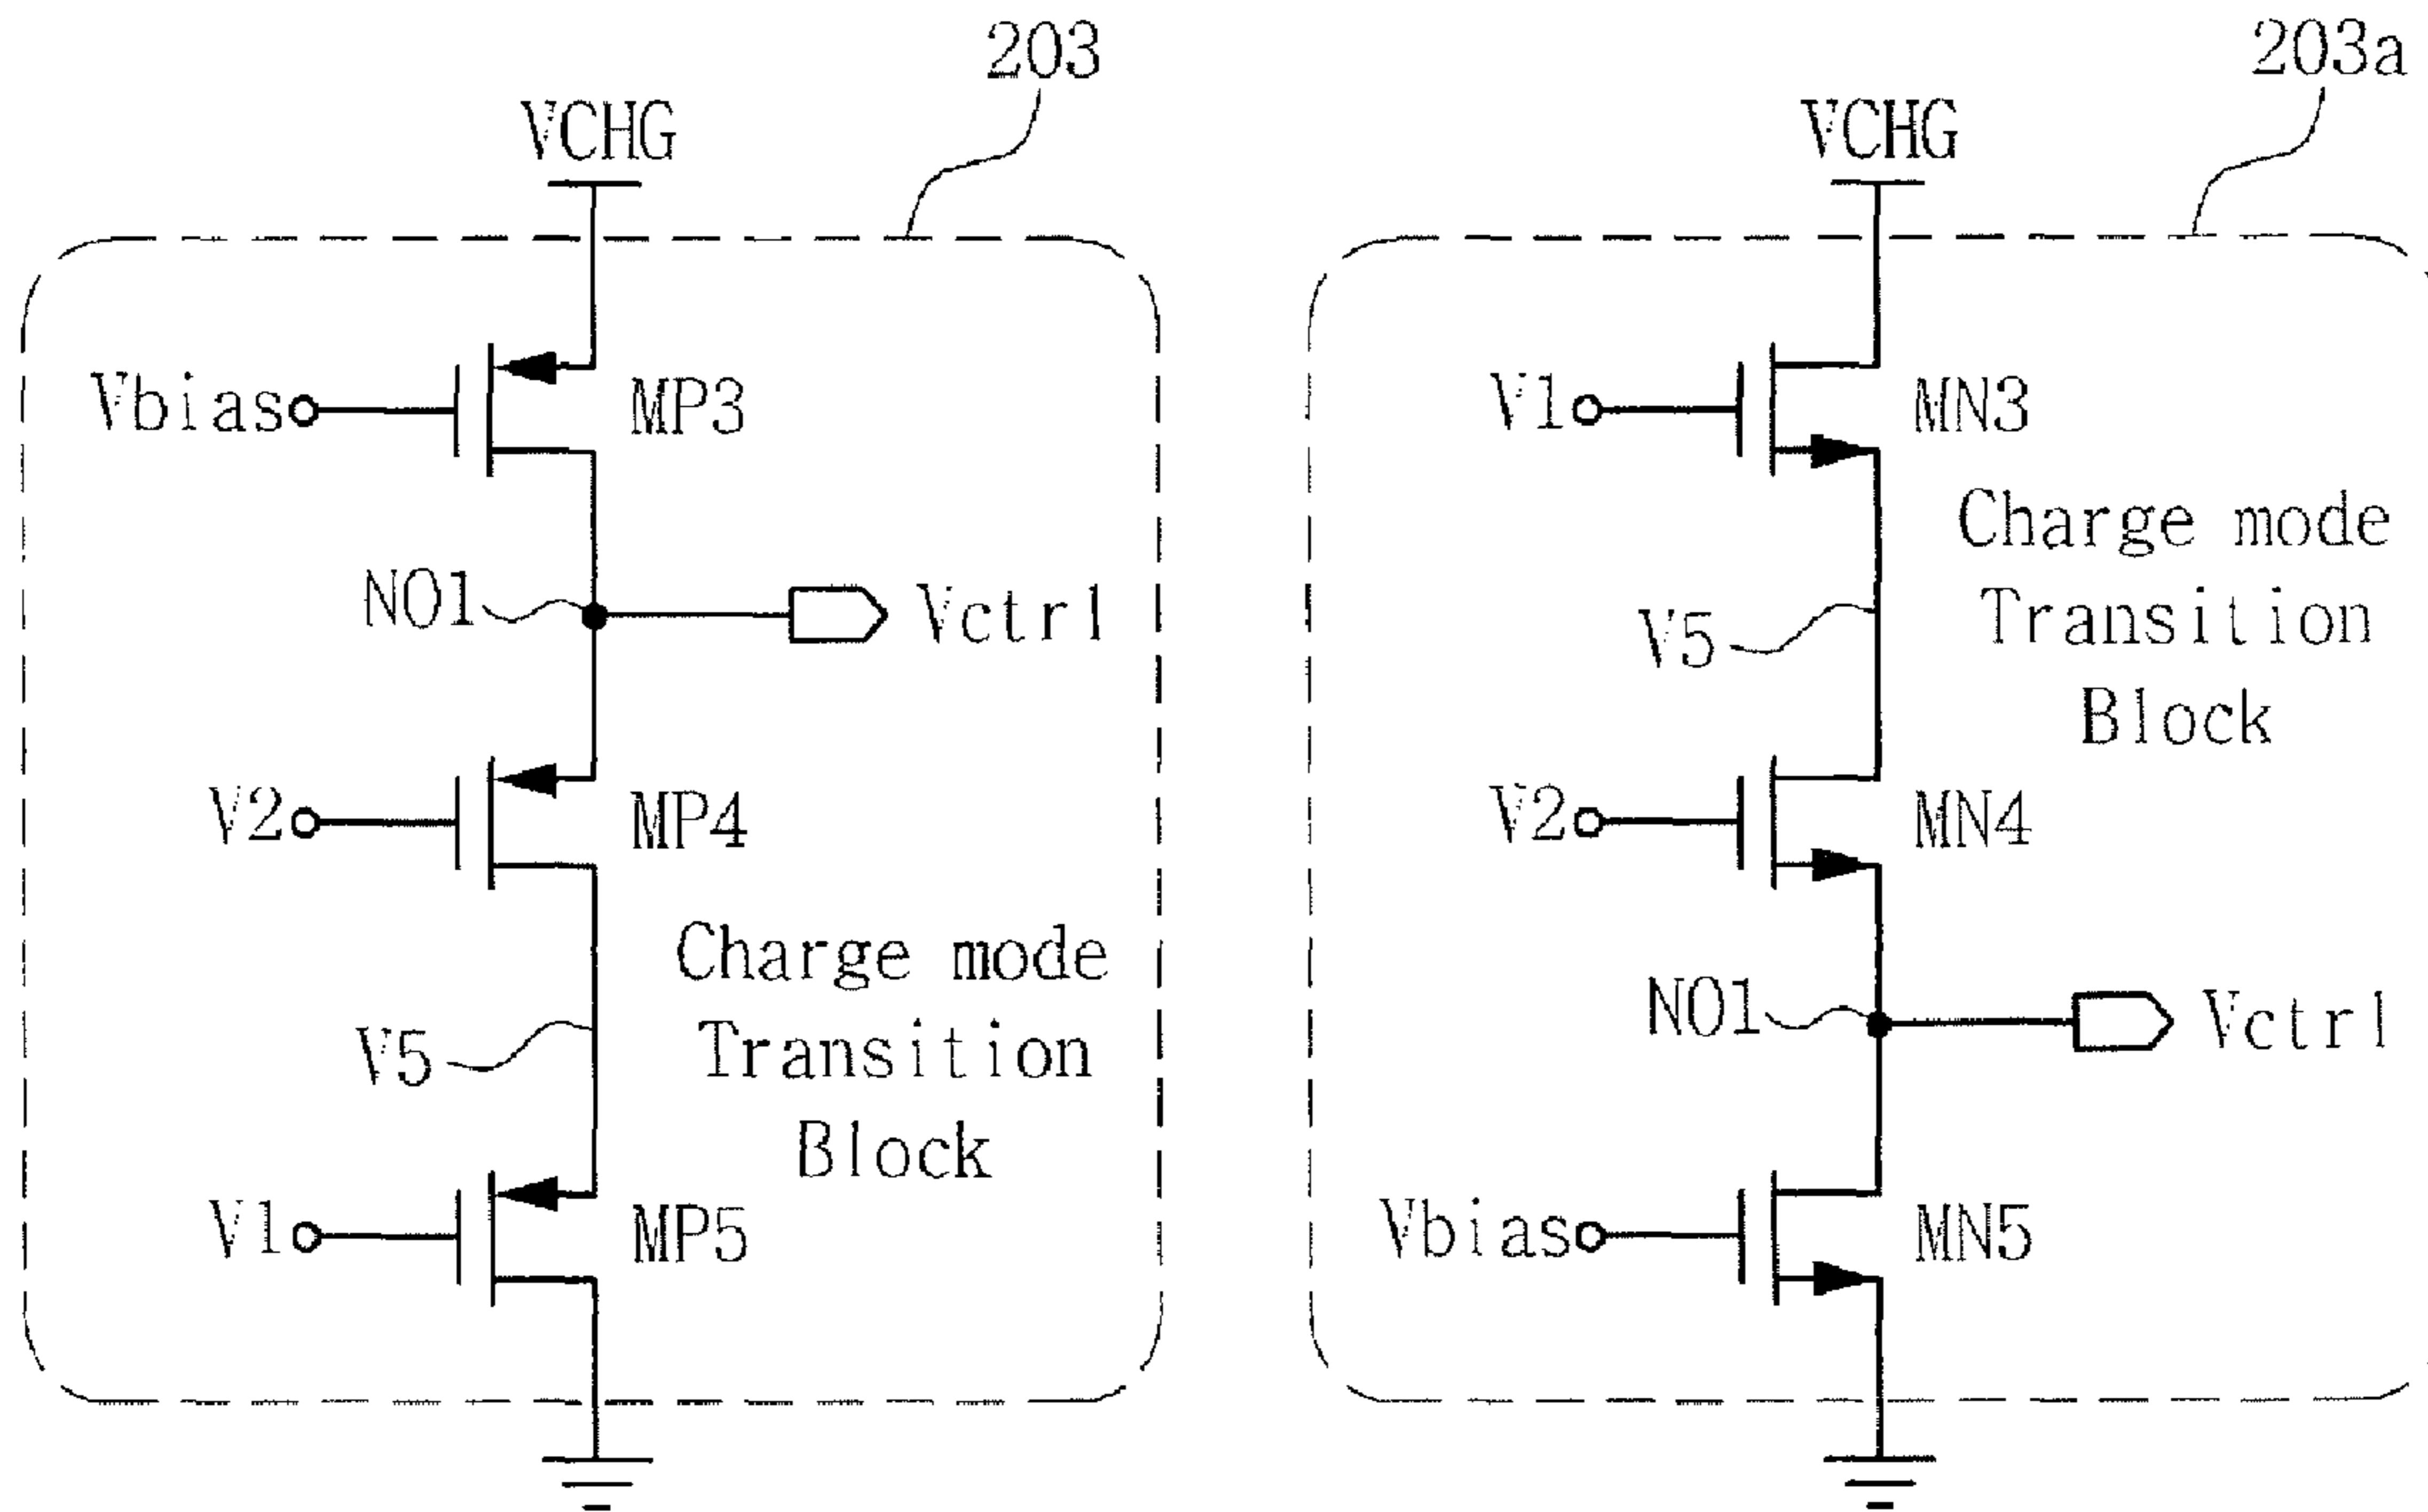 203
VCHG
Vbias
MP3
NO1
Vctrl
V2
MP4
Charge mode
Transition
Block
V5
V1
MP5
203a
VCHG
V1
MN3
Charge mode
Transition
Block
V5
V2
MN4
NO1
Vctrl
Vbias
MN5